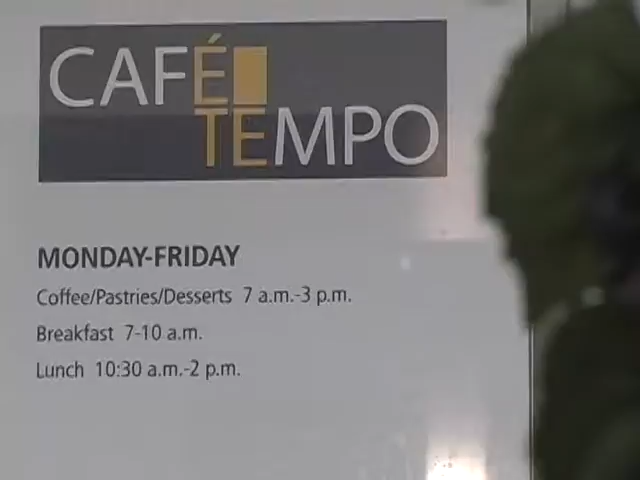 CAFÉ
TEMPO
MONDAY-FRIDAY
Coffee/Pastries/Desserts 7 a.m.-3 p.m.
Breakfast 7-10 a.m.
Lunch 10:30 a.m.-2 p.m.